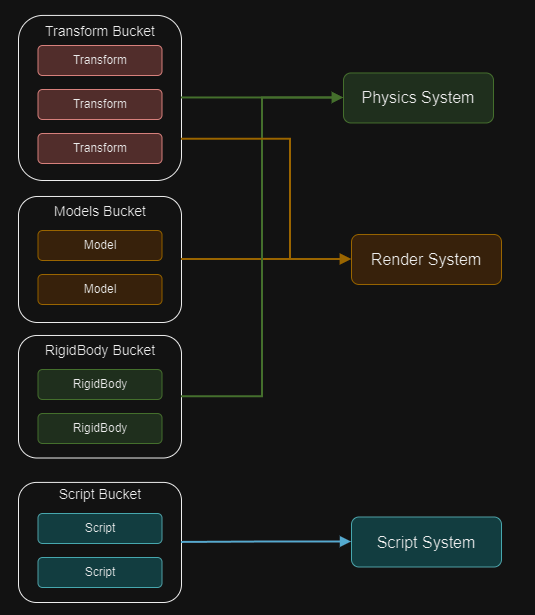 Transform Bucket
Transform
Transform
Transform
Physics System
Models Bucket
Model
Model
Render System
RigidBody Bucket
RigidBody
RigidBody
Script Bucket
Script
Script
Script System